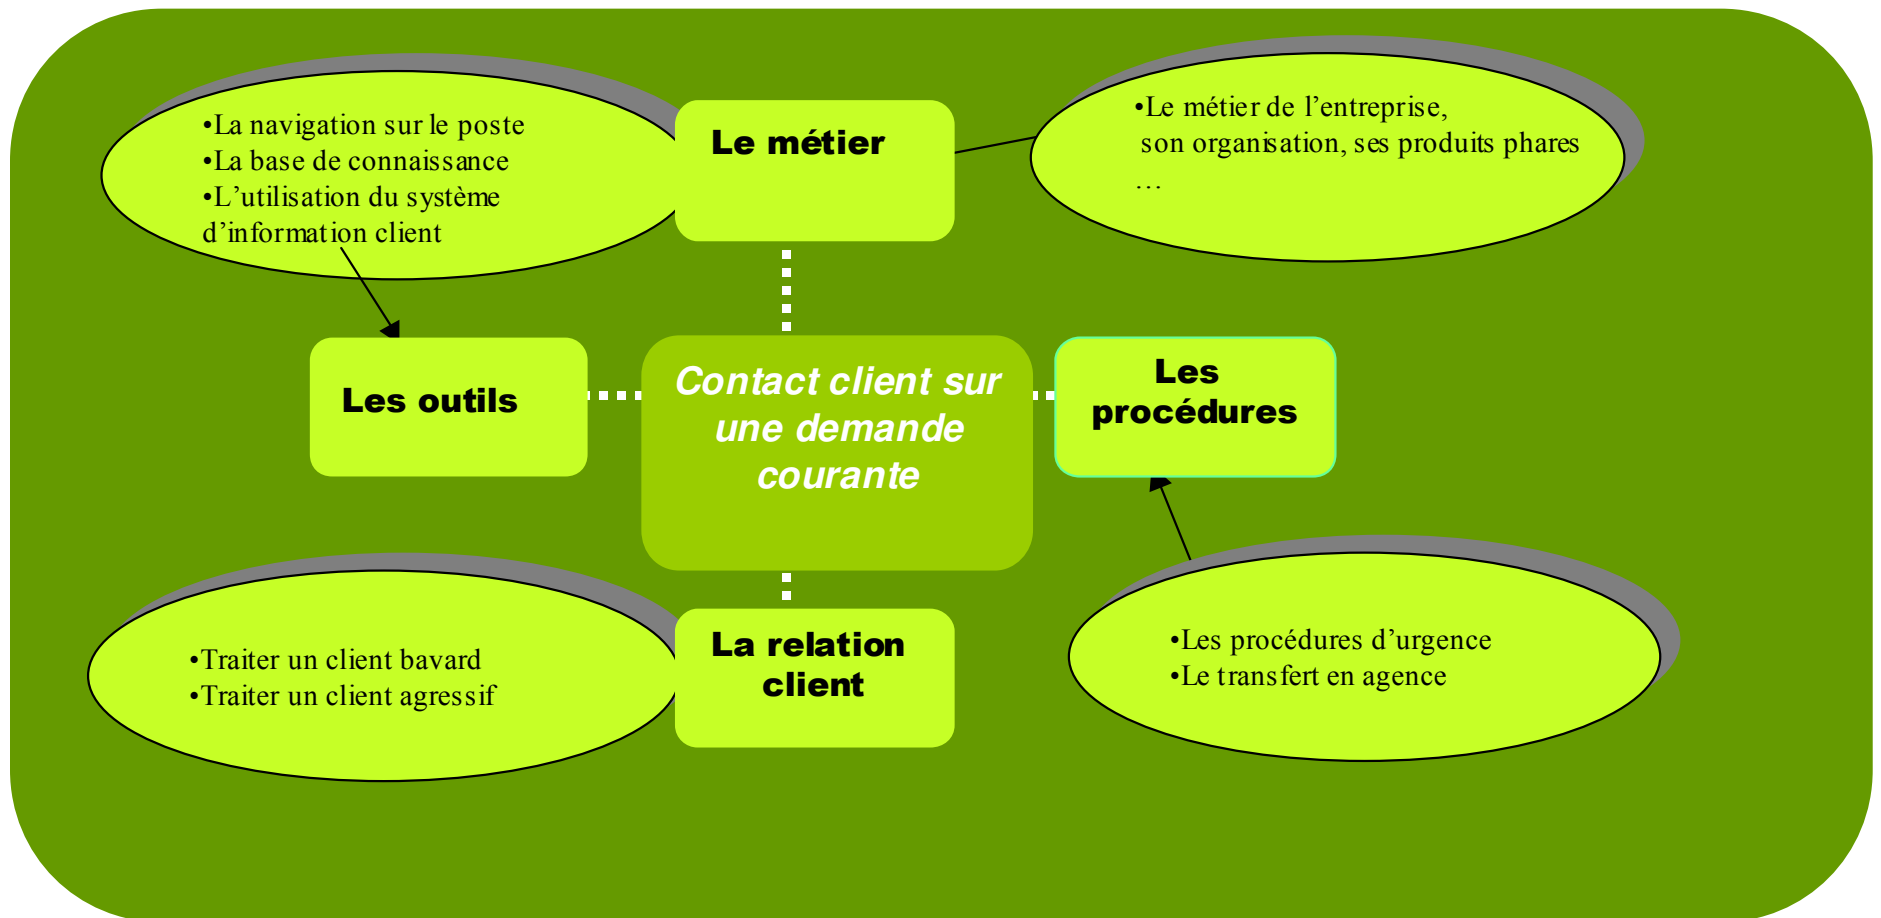 •La navigation sur le poste
•La base de connaissance
•L’utilisation du système
d’information client
Le métier
•Le métier de l’entreprise,
son organisation, ses produits phares
…
Les outils
Contact client sur
une demande
courante
Les
procédures
•Traiter un client bavard
•Traiter un client agressif
La relation
client
•Les procédures d’urgence
•Le transfert en agence